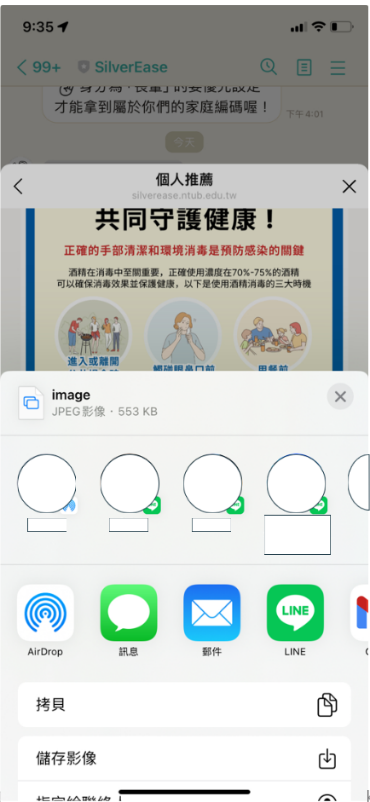 9:35
99+ SilverEase
身分為「長輩」的要優先設定
才能拿到屬於你們的家庭編碼喔！
下午 4:01
今天
個人推薦
silverease.ntub.edu.tw
共同守護健康！
正確的手部清潔和環境消毒是預防感染的關鍵
酒精在消毒中至關重要，正確使用濃度在70%-75%的酒精
可以確保消毒效果並保護健康，以下是使用酒精消毒的三大時機
進入或離開
觸碰眼鼻口前
用餐前
image
JPEG影像・553 KB
AirDrop
訊息
郵件
LINE
LINE
拷貝
儲存影像